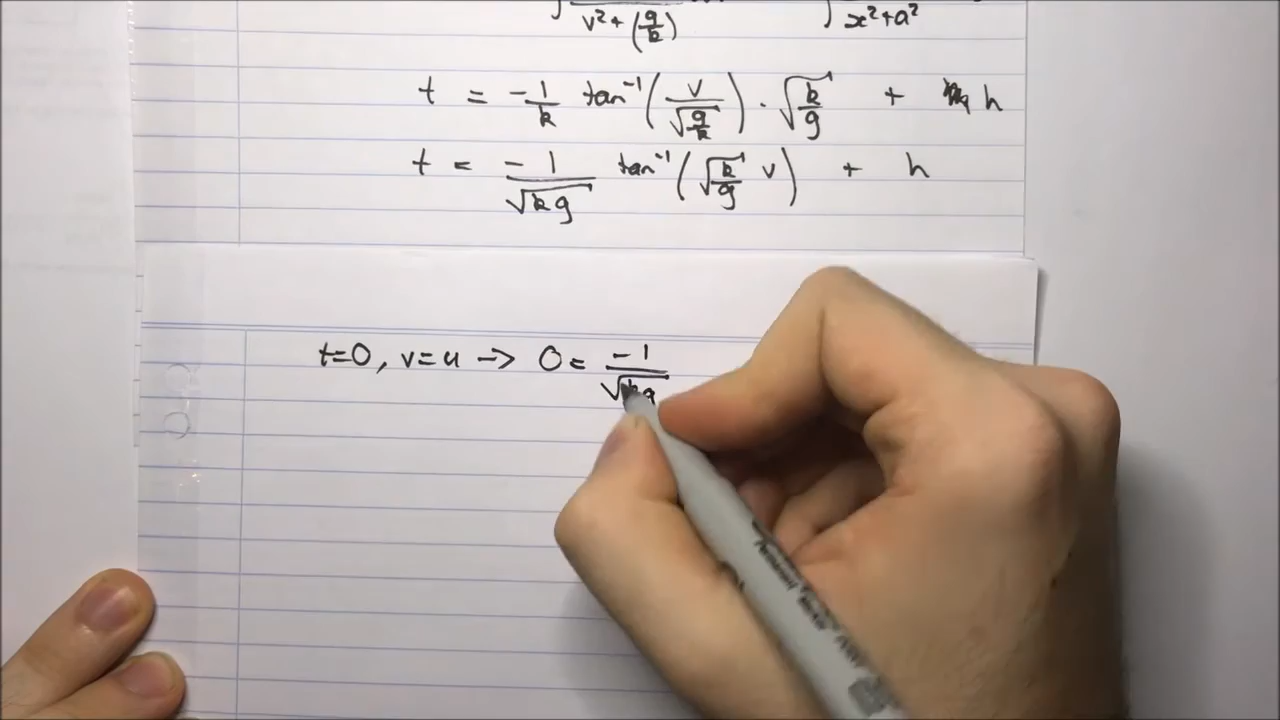 ∫ v² + (g/k) ∫ x² + a²
t = -1/k tan⁻¹ ( v / √(g/k) ) · √(k/g) + h
t = -1/√(kg) tan⁻¹ ( √(k/g) v ) + h
t=0, v=u -> 0 = -1/√(kg)